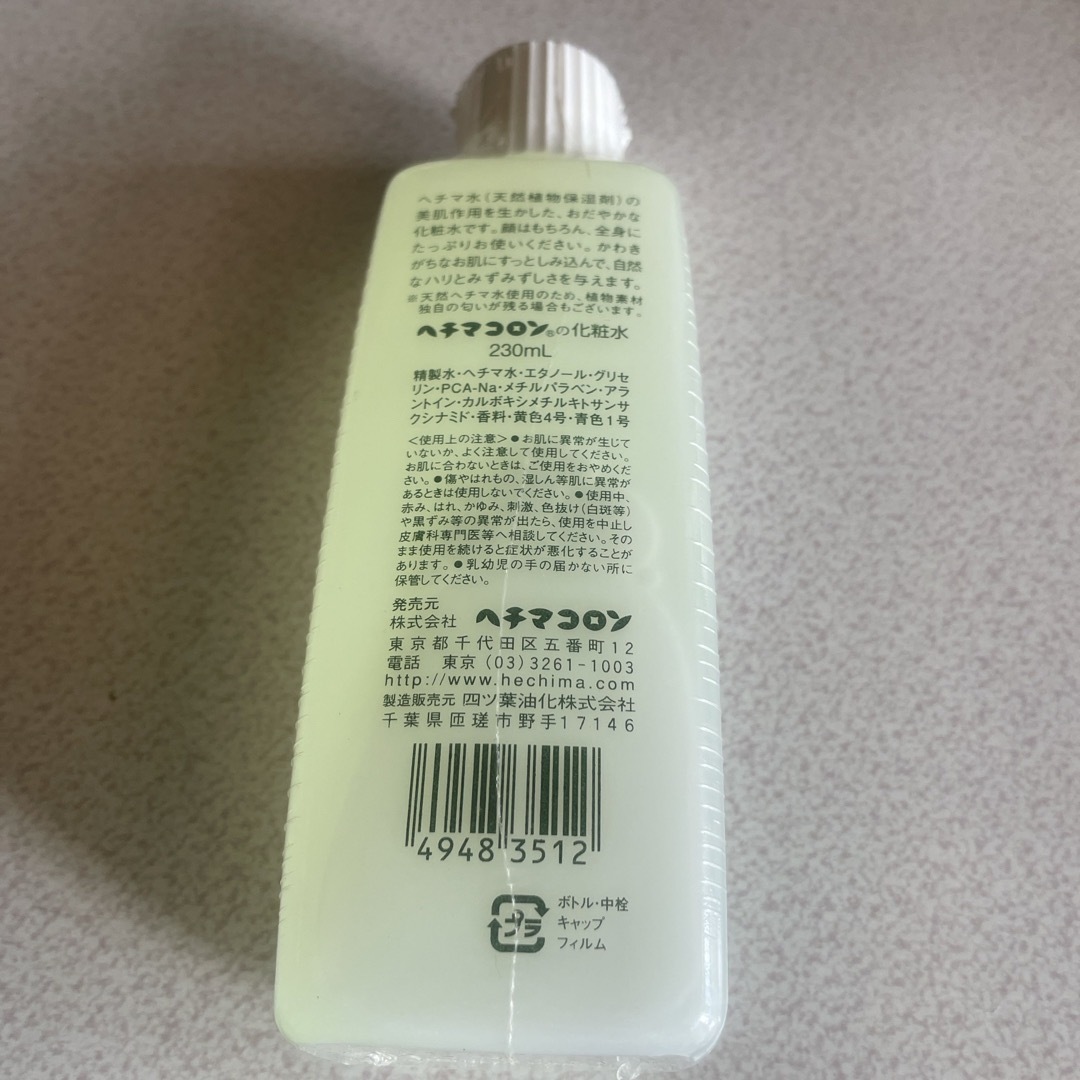 ヘチマ水(天然植物保湿剤)の
美肌作用を生かした、おだやかな
化粧水です。顔はもちろん、全身に
たっぷりお使いください。かわき
がちなお肌にすっとしみ込んで、自然
なハリとみずみずしさを与えます。
※天然ヘチマ水使用のため、植物素材
独自の匂いが残る場合もございます。
ヘチマコロン®の化粧水
230mL
精製水・ヘチマ水・エタノール・グリセ
リン・PCA-Na・メチルパラベン・アラ
ントイン・カルボキシメチルキトサンサ
クシナミド・香料・黄色4号・青色1号
<使用上の注意>●お肌に異常が生じて
いないか、よく注意して使用してください。
お肌に合わないときは、ご使用をおやめくだ
さい。●傷やはれもの、湿しん等肌に異常が
あるときは使用しないでください。●使用中、
赤み、はれ、かゆみ、刺激、色抜け(白斑等)
や黒ずみ等の異常が出たら、使用を中止し
皮膚科専門医等へ相談してください。その
まま使用を続けると症状が悪化することが
あります。●乳幼児の手の届かない所に
保管してください。
発売元
株式会社 ヘチマコロン
東京都千代田区五番町12
電話 東京(03)3261-1003
http://www.hechima.com
製造販売元 四ツ葉油化株式会社
千葉県匝瑳市野手17146
4948 3512
プラ
ボトル・中栓
キャップ
フィルム